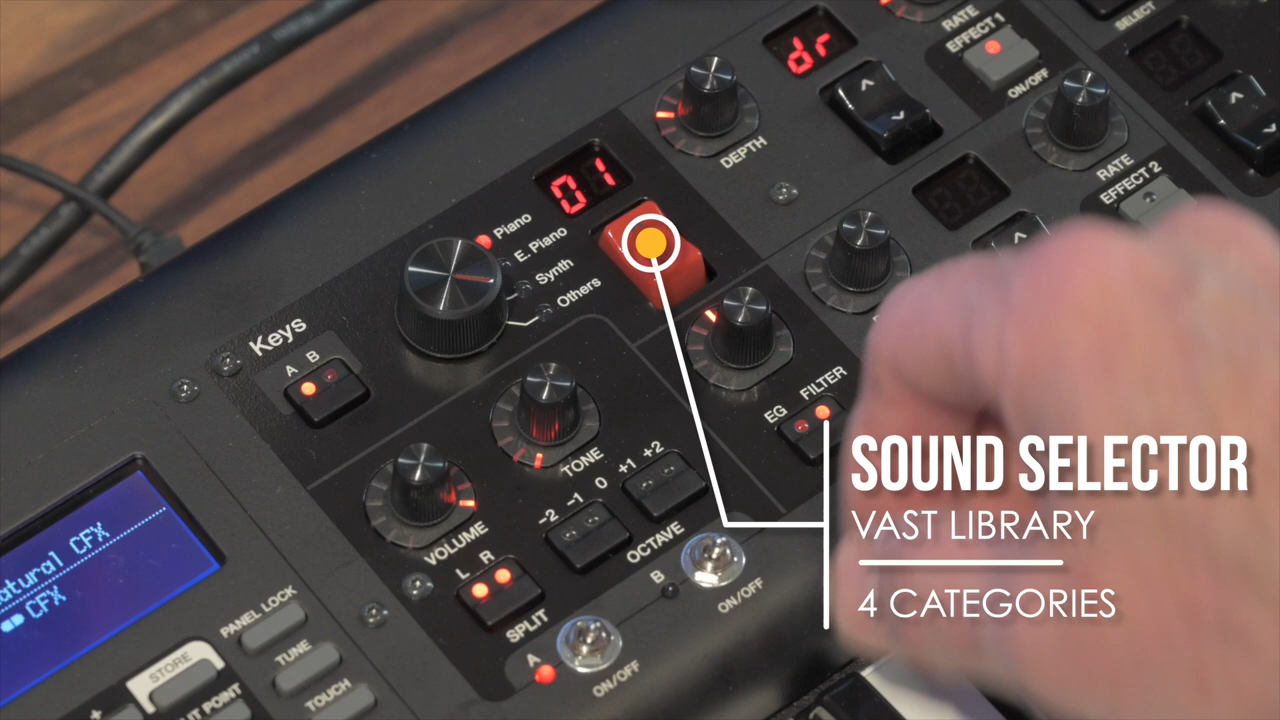 SELECT
RATE
EFFECT 1
ON/OFF
dr
DEPTH
RATE
EFFECT 2
01
Piano
E. Piano
Synth
Others
Keys
A B
EG FILTER
TONE
-2 -1 0 +1 +2
OCTAVE
VOLUME
L R
SPLIT
B
ON/OFF
A
ON/OFF
SOUND SELECTOR
VAST LIBRARY
4 CATEGORIES
atural CFX
CFX
PANEL LOCK
TUNE
TOUCH
STORE